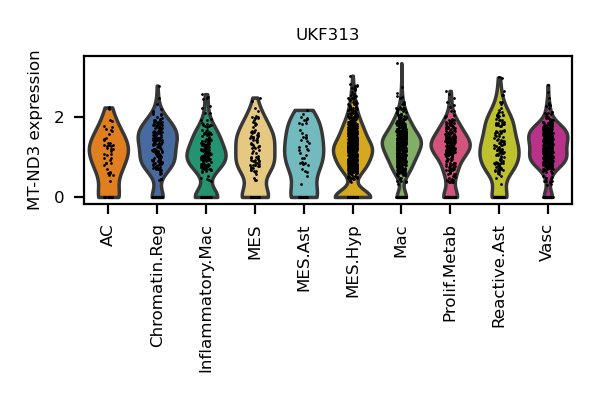 UKF313
MT-ND3 expression
2
0
AC
Chromatin.Reg
Inflammatory.Mac
MES
MES.Ast
MES.Hyp
Mac
Prolif.Metab
Reactive.Ast
Vasc